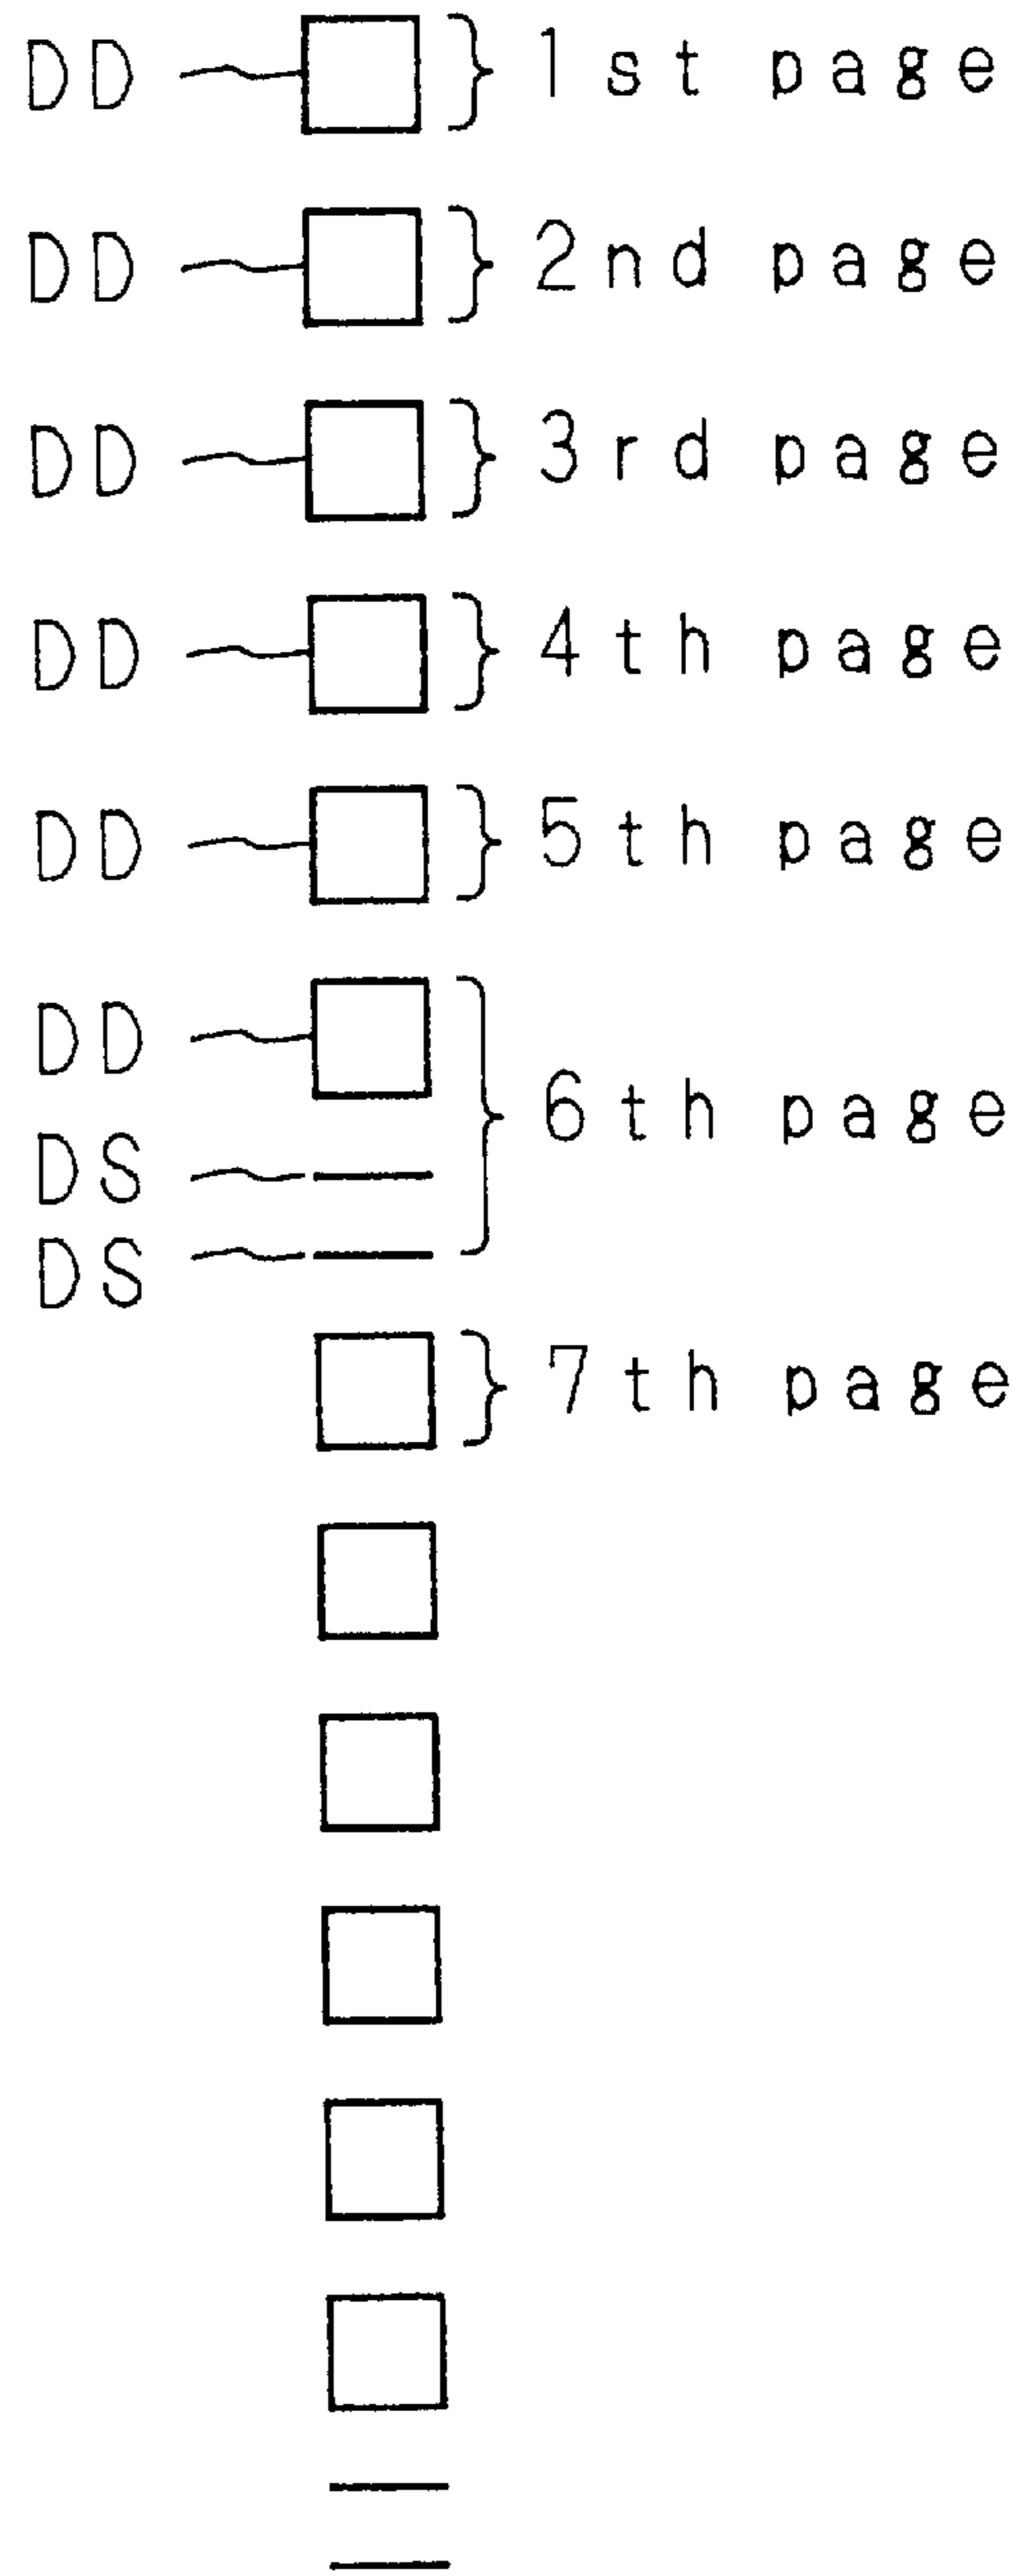 DD 1st page
DD 2nd page
DD 3rd page
DD 4th page
DD 5th page
DD
6th page
DS
DS
7th page